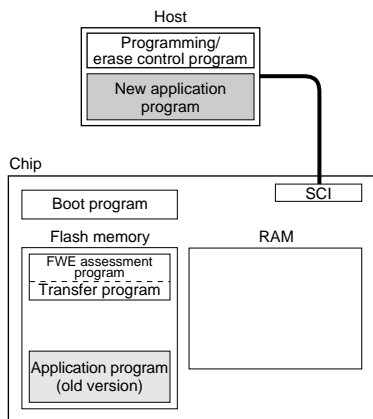 Host
Programming/
erase control program
New application
program
Chip
SCI
Boot program
Flash memory
RAM
FWE assessment
program
Transfer program
Application program
(old version)